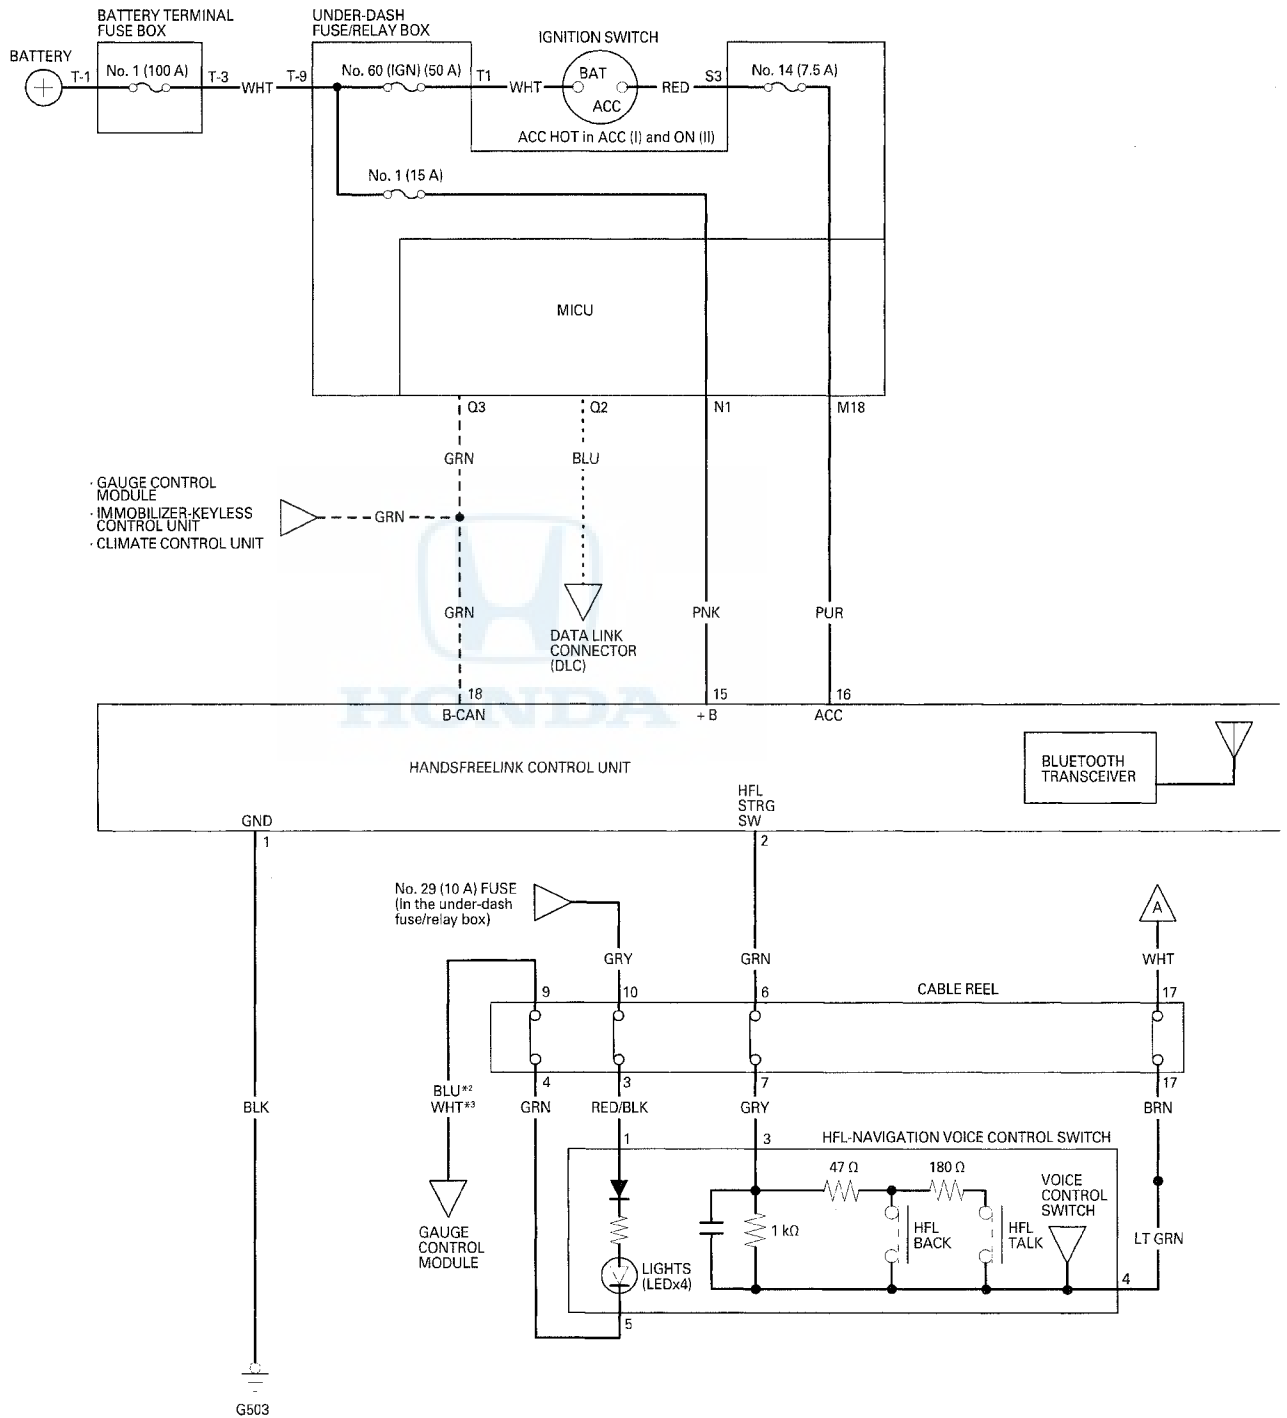 BATTERY TERMINAL
FUSE BOX
UNDER-DASH
FUSE/RELAY BOX
IGNITION SWITCH
BATTERY
T-1
No. 1 (100 A)
T-3
WHT
T-9
No. 60 (IGN) (50 A)
T1
WHT
BAT
ACC
RED
S3
No. 14 (7.5 A)
ACC HOT in ACC (I) and ON (II)
No. 1 (15 A)
MICU
Q3
Q2
N1
M18
GRN
BLU
· GAUGE CONTROL
MODULE
· IMMOBILIZER-KEYLESS
CONTROL UNIT
· CLIMATE CONTROL UNIT
GRN
GRN
PNK
PUR
DATA LINK
CONNECTOR
(DLC)
HONDA
18
15
16
B-CAN
+ B
ACC
HANDSFREELINK CONTROL UNIT
BLUETOOTH
TRANSCEIVER
HFL
STRG
SW
GND
1
2
No. 29 (10 A) FUSE
(In the under-dash
fuse/relay box)
A
GRY
GRN
WHT
9
10
6
CABLE REEL
17
4
3
7
17
BLU*2
WHT*3
GRN
RED/BLK
GRY
BRN
BLK
1
3
HFL-NAVIGATION VOICE CONTROL SWITCH
47 Ω
180 Ω
VOICE
CONTROL
SWITCH
1 kΩ
HFL
BACK
HFL
TALK
LT GRN
GAUGE
CONTROL
MODULE
LIGHTS
(LEDx4)
4
5
G503